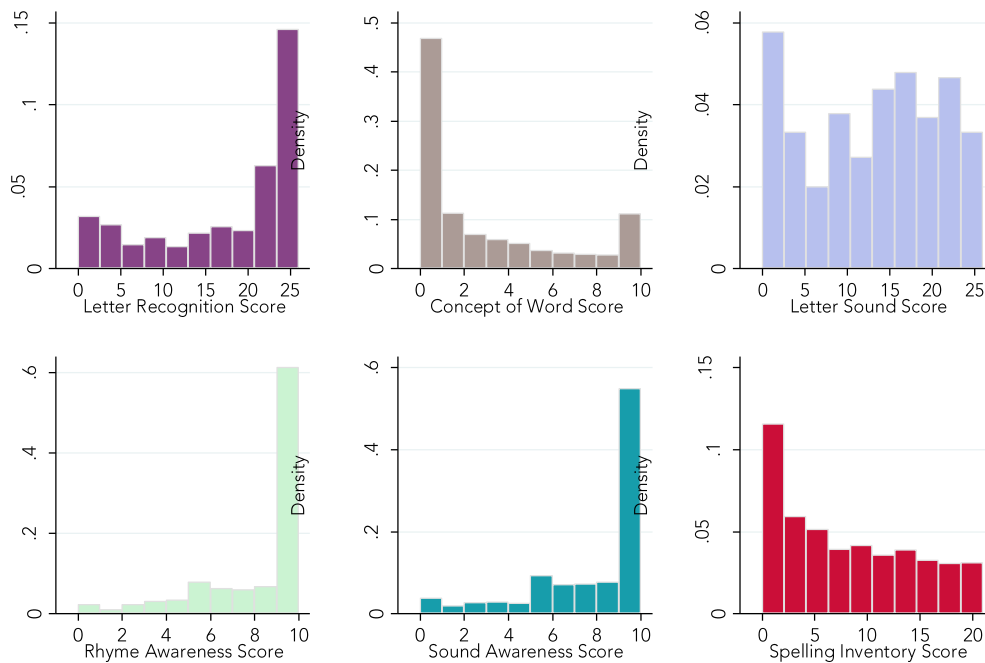 .15
.1
.05
0
0 5 10 15 20 25
Letter Recognition Score
Density
.5
.4
.3
.2
.1
0
0 2 4 6 8 10
Concept of Word Score
Density
.06
.04
.02
0
0 5 10 15 20 25
Letter Sound Score
.6
.4
.2
0
0 2 4 6 8 10
Rhyme Awareness Score
Density
.6
.4
.2
0
0 2 4 6 8 10
Sound Awareness Score
Density
.15
.1
.05
0
0 5 10 15 20
Spelling Inventory Score